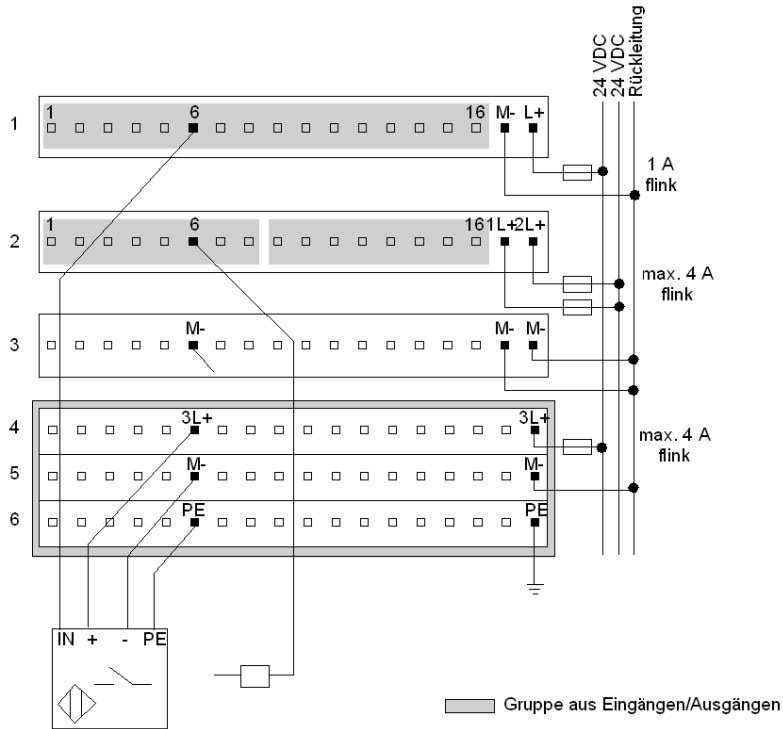 24 VDC
24 VDC
Rückleitung
1
1 6 16 M- L+
1 A
flink
2
1 6 16 1L+ 2L+
max. 4 A
flink
3
M- M- M-
4
3L+ 3L+
max. 4 A
flink
5
M- M-
6
PE PE
IN + - PE
Gruppe aus Eingängen/Ausgängen